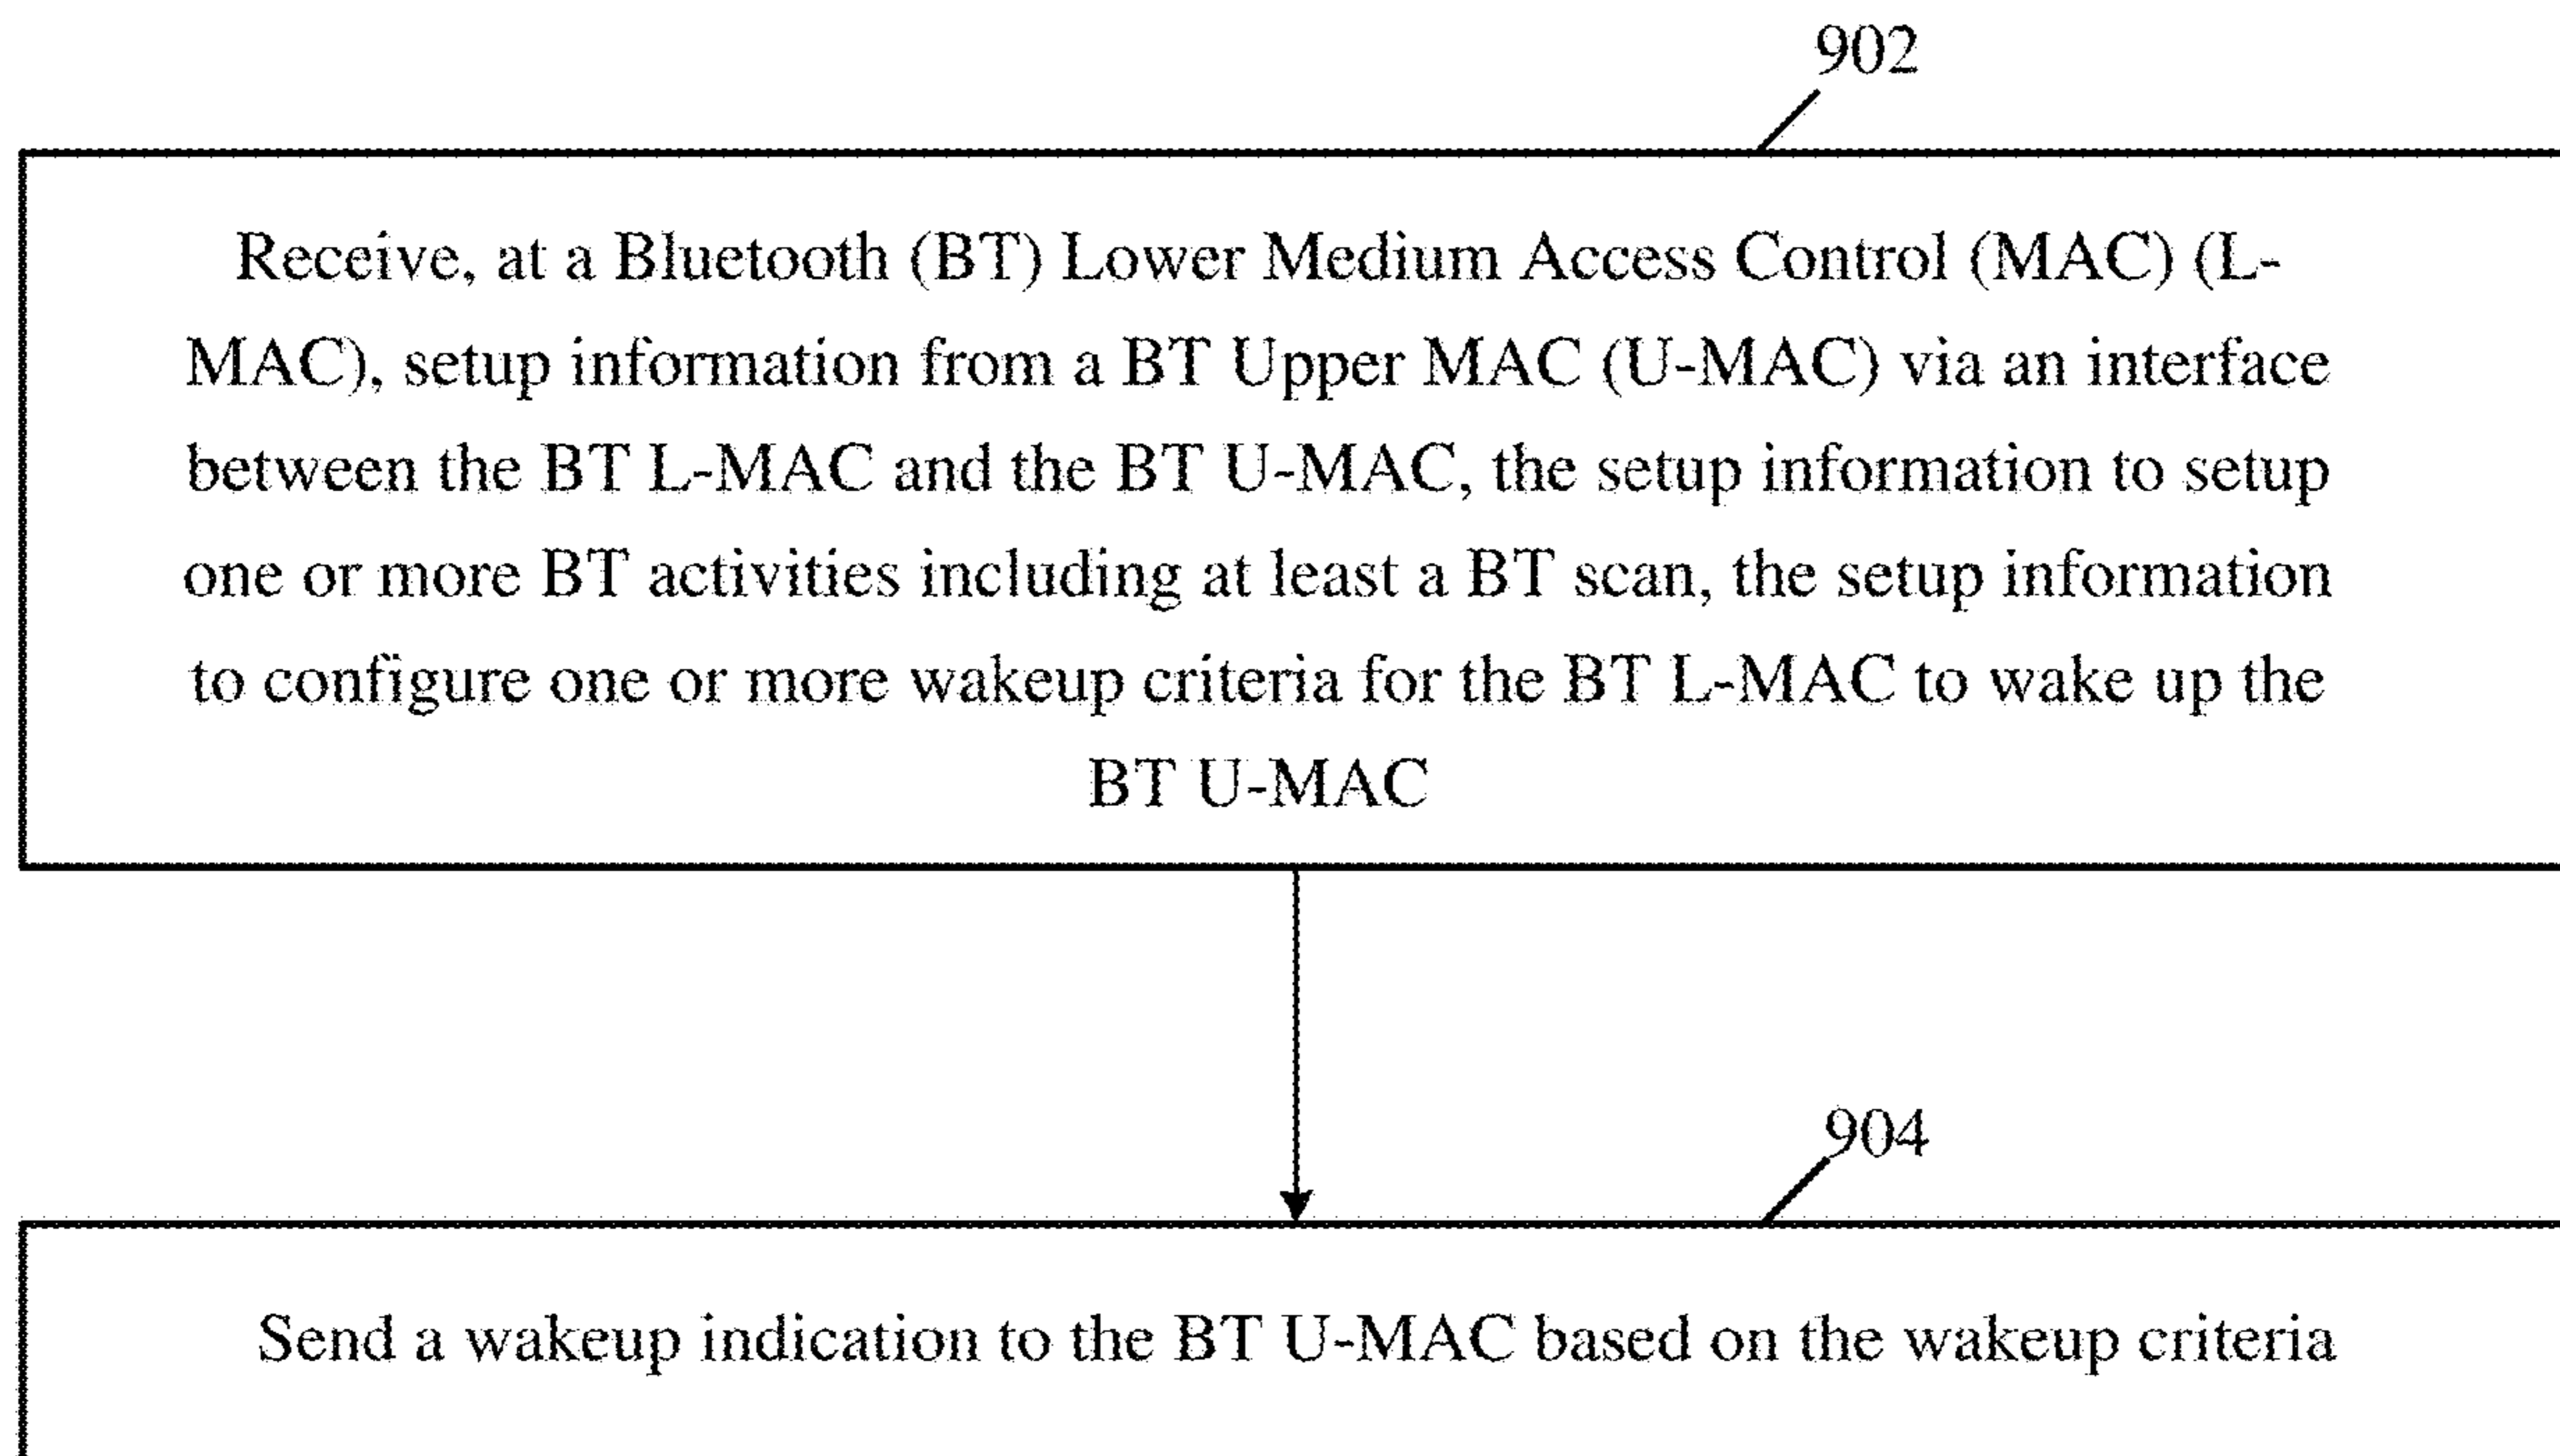 902
Receive, at a Bluetooth (BT) Lower Medium Access Control (MAC) (L-
MAC), setup information from a BT Upper MAC (U-MAC) via an interface
between the BT L-MAC and the BT U-MAC, the setup information to setup
one or more BT activities including at least a BT scan, the setup information
to configure one or more wakeup criteria for the BT L-MAC to wake up the
BT U-MAC
904
Send a wakeup indication to the BT U-MAC based on the wakeup criteria